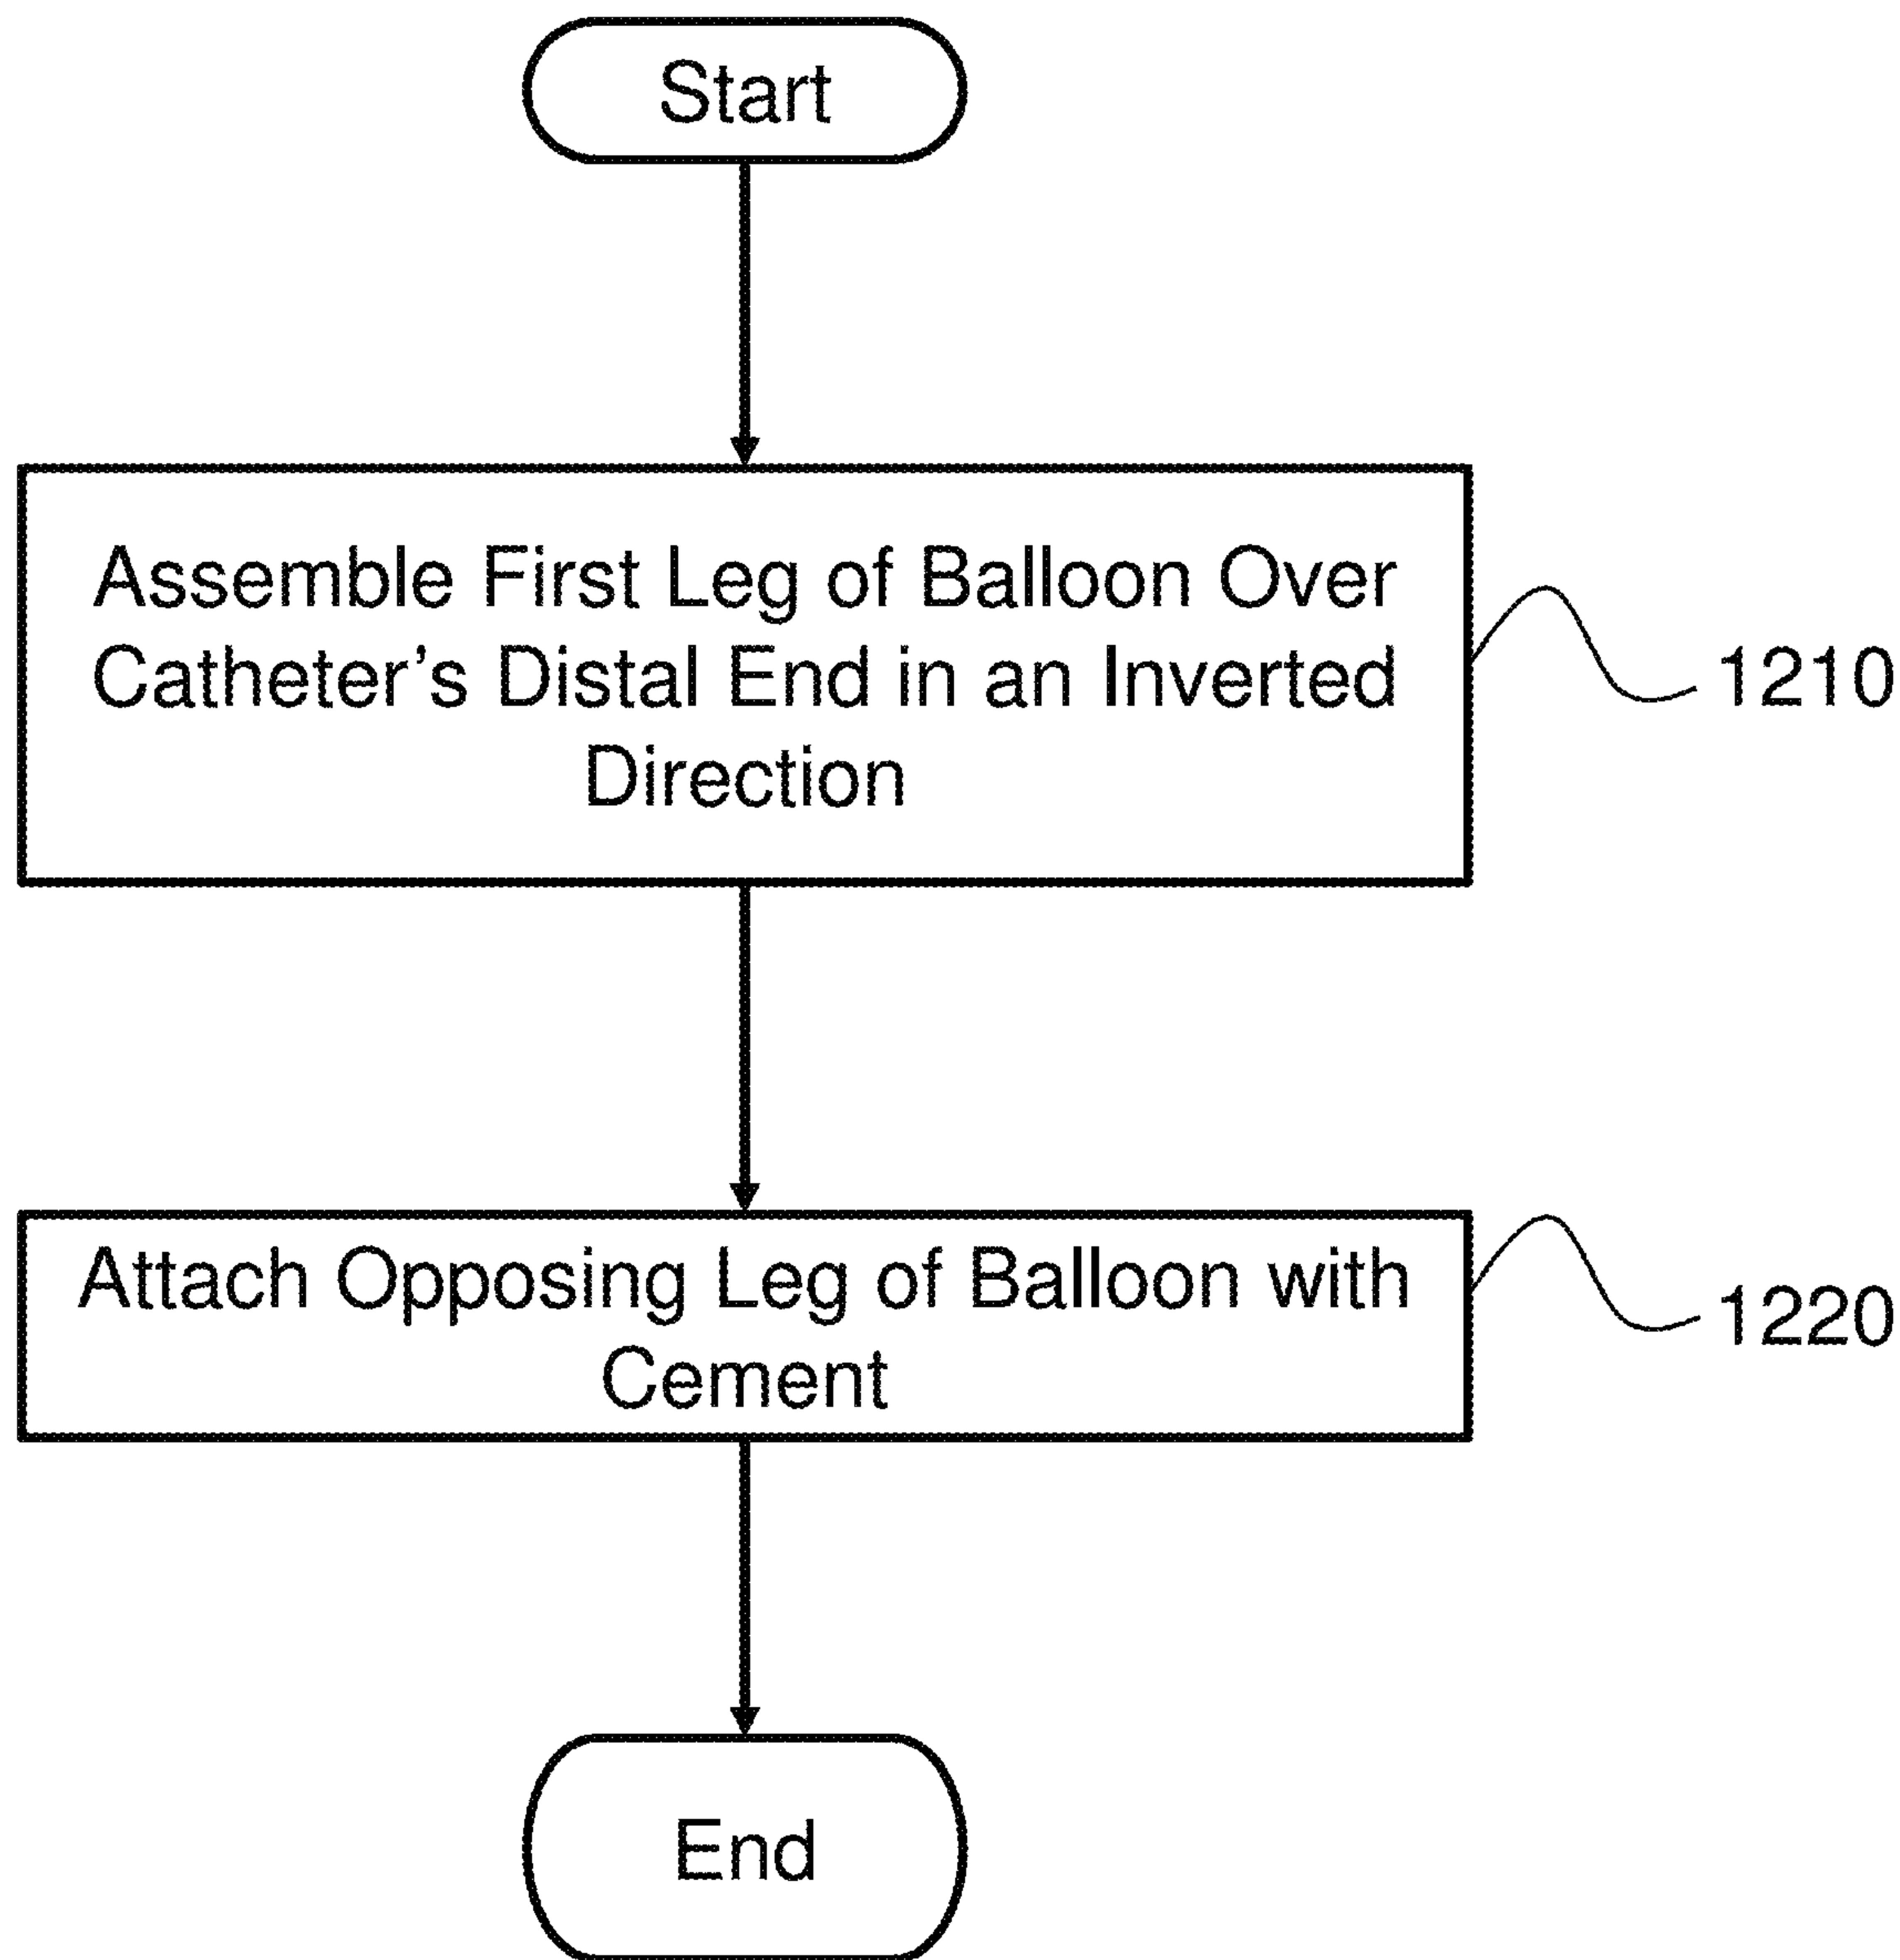 Start
Assemble First Leg of Balloon Over
Catheter's Distal End in an Inverted
Direction
1210
Attach Opposing Leg of Balloon with
Cement
1220
End